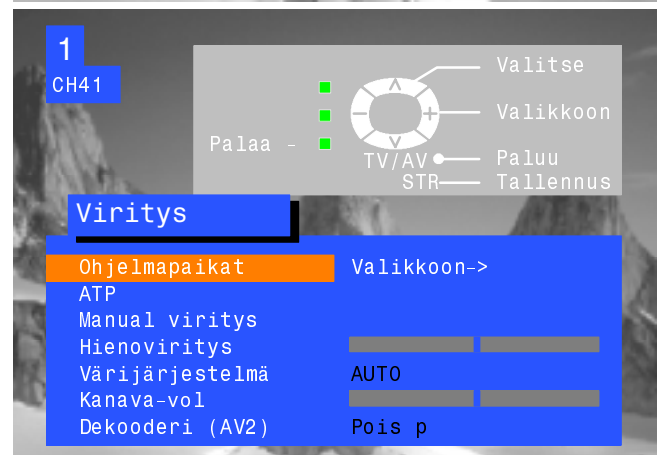 1
CH41
Valitse
Valikkoon
Palaa -
TV/AV Paluu
STR Tallennus
Viritys
Ohjelmapaikat Valikkoon->
ATP
Manual viritys
Hienoviritys
Värijärjestelmä AUTO
Kanava-vol
Dekooderi (AV2) Pois p